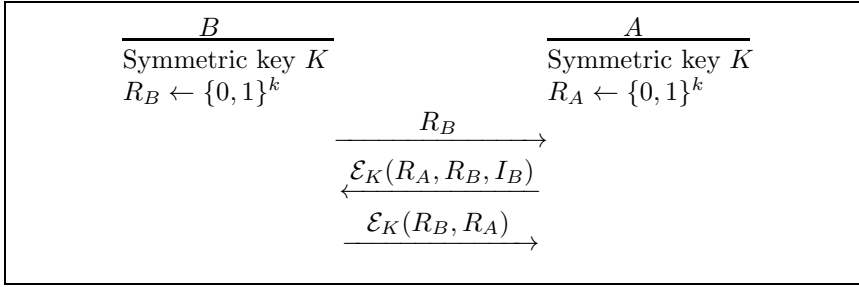 B A
Symmetric key K Symmetric key K
R_B ← {0, 1}^k R_A ← {0, 1}^k
R_B
ℰ_K(R_A, R_B, I_B)
ℰ_K(R_B, R_A)